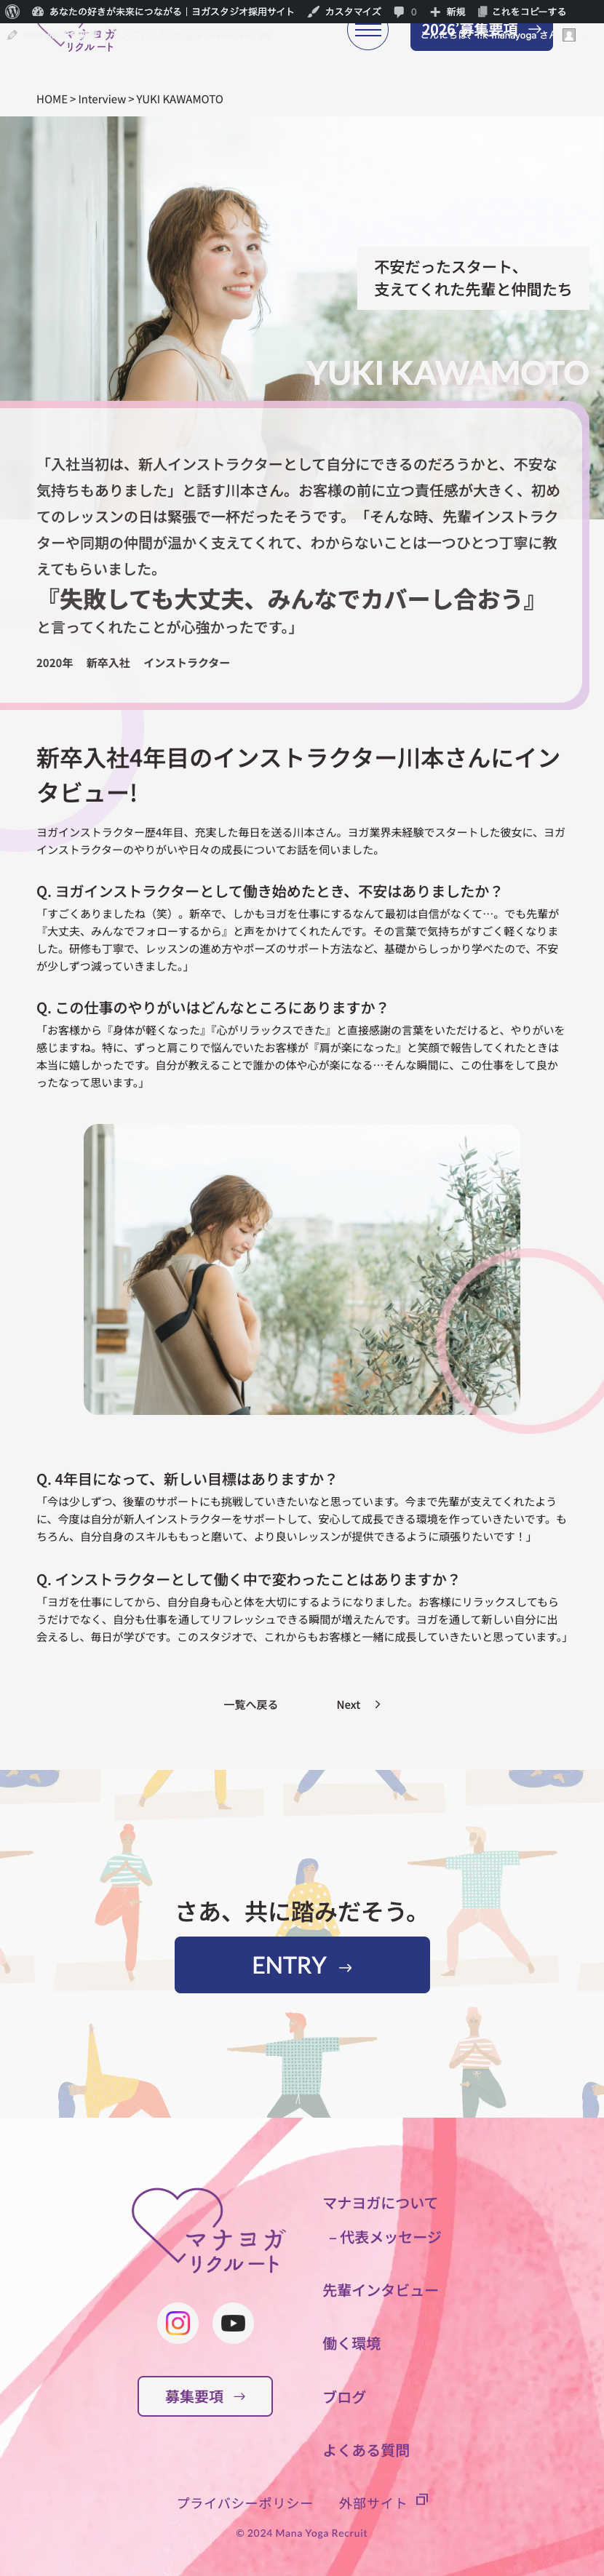 あなたの好きが未来につながる｜ヨガスタジオ採用サイト カスタマイズ 0 新規 これをコピーする
こんにちは、hk-manayoga さん
マナヨガ
リクルート
2026 募集要項 →
HOME > Interview > YUKI KAWAMOTO
不安だったスタート、
支えてくれた先輩と仲間たち
YUKI KAWAMOTO
「入社当初は、新人インストラクターとして自分にできるのだろうかと、不安な
気持ちもありました」と話す川本さん。お客様の前に立つ責任感が大きく、初め
てのレッスンの日は緊張で一杯だったそうです。「そんな時、先輩インストラク
ターや同期の仲間が温かく支えてくれて、わからないことは一つひとつ丁寧に教
えてもらいました。
『失敗しても大丈夫、みんなでカバーし合おう』
と言ってくれたことが心強かったです。」
2020年 新卒入社 インストラクター
新卒入社4年目のインストラクター川本さんにイン
タビュー!
ヨガインストラクター歴4年目、充実した毎日を送る川本さん。ヨガ業界未経験でスタートした彼女に、ヨガ
インストラクターのやりがいや日々の成長についてお話を伺いました。
Q. ヨガインストラクターとして働き始めたとき、不安はありましたか？
「すごくありましたね（笑）。新卒で、しかもヨガを仕事にするなんて最初は自信がなくて…。でも先輩が
『大丈夫、みんなでフォローするから』と声をかけてくれたんです。その言葉で気持ちがすごく軽くなりま
した。研修も丁寧で、レッスンの進め方やポーズのサポート方法など、基礎からしっかり学べたので、不安
が少しずつ減っていきました。」
Q. この仕事のやりがいはどんなところにありますか？
「お客様から『身体が軽くなった』『心がリラックスできた』と直接感謝の言葉をいただけると、やりがいを
感じますね。特に、ずっと肩こりで悩んでいたお客様が『肩が楽になった』と笑顔で報告してくれたときは
本当に嬉しかったです。自分が教えることで誰かの体や心が楽になる…そんな瞬間に、この仕事をして良か
ったなって思います。」
Q. 4年目になって、新しい目標はありますか？
「今は少しずつ、後輩のサポートにも挑戦していきたいなと思っています。今まで先輩が支えてくれたよう
に、今度は自分が新人インストラクターをサポートして、安心して成長できる環境を作っていきたいです。も
ちろん、自分自身のスキルももっと磨いて、より良いレッスンが提供できるように頑張りたいです！」
Q. インストラクターとして働く中で変わったことはありますか？
「ヨガを仕事にしてから、自分自身も心と体を大切にするようになりました。お客様にリラックスしてもら
うだけでなく、自分も仕事を通してリフレッシュできる瞬間が増えたんです。ヨガを通して新しい自分に出
会えるし、毎日が学びです。このスタジオで、これからもお客様と一緒に成長していきたいと思っています。」
一覧へ戻る Next >
さあ、共に踏みだそう。
ENTRY →
マナヨガ
リクルート
募集要項 →
マナヨガについて
– 代表メッセージ
先輩インタビュー
働く環境
ブログ
よくある質問
プライバシーポリシー 外部サイト
© 2024 Mana Yoga Recruit